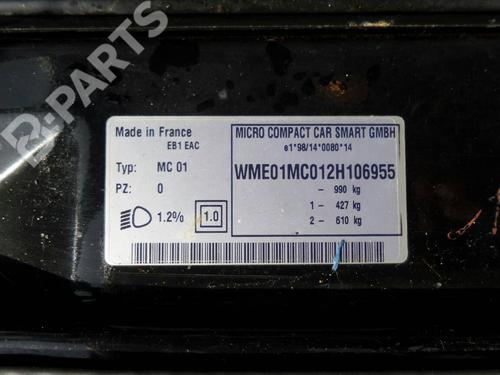 B-PARTS
Made in France
EB1 EAC
Typ: MC 01
PZ: 0
1.2% 1.0
MICRO COMPACT CAR SMART GMBH
e1*98/14*0080*14
WME01MC012H106955
- 990 kg
1 - 427 kg
2 - 610 kg
B-PARTS